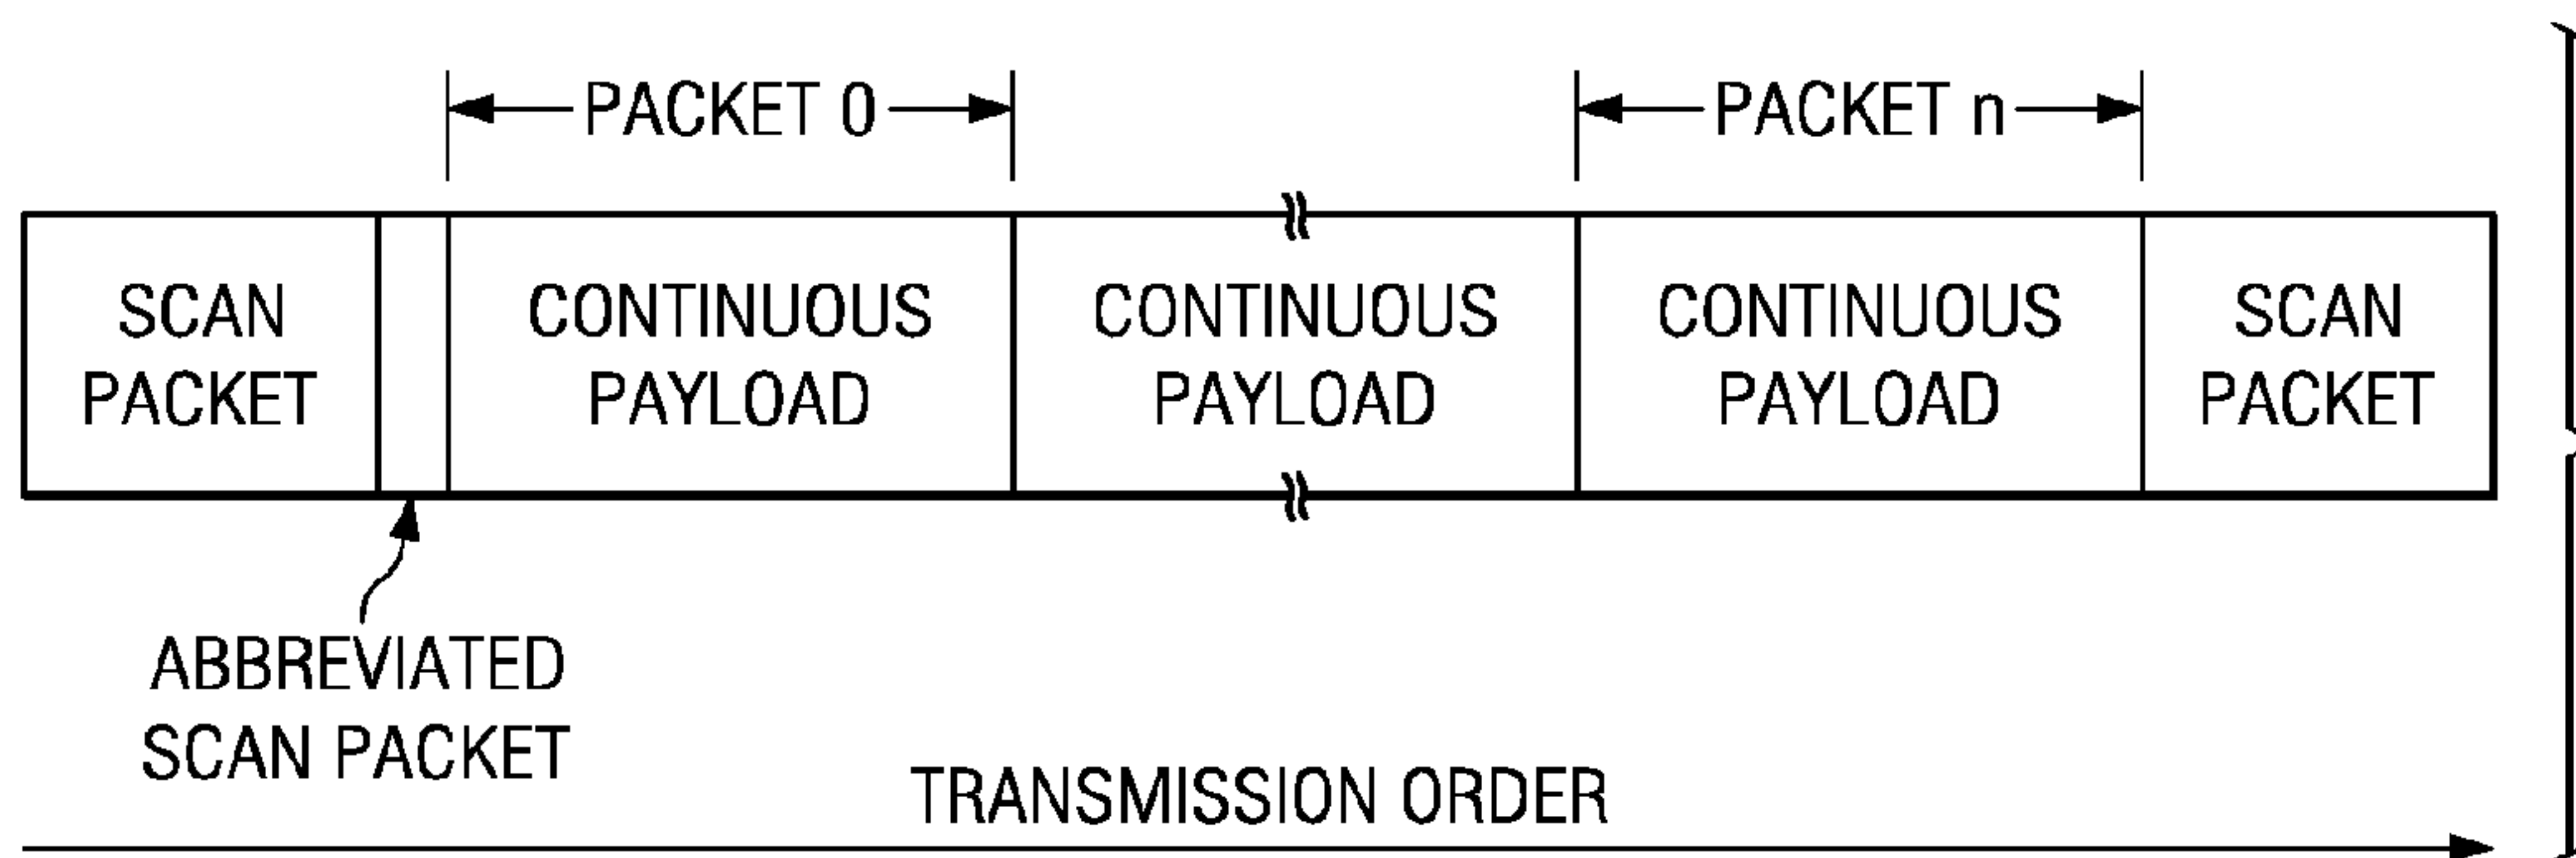 PACKET 0
PACKET n
SCAN
PACKET
CONTINUOUS
PAYLOAD
CONTINUOUS
PAYLOAD
CONTINUOUS
PAYLOAD
SCAN
PACKET
ABBREVIATED
SCAN PACKET
TRANSMISSION ORDER